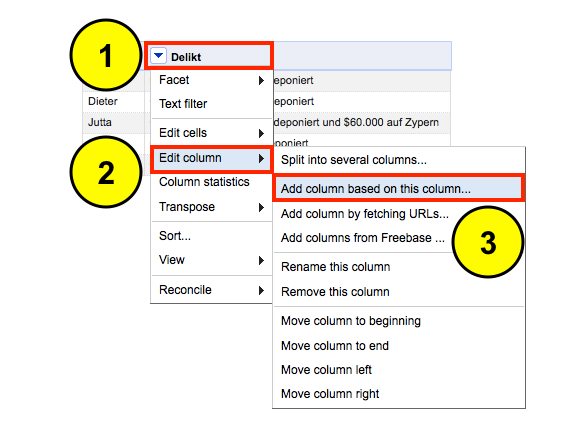 1
Delikt
Facet
eponiert
Dieter
Text filter
eponiert
Jutta
deponiert und $60.000 auf Zypern
Edit cells
poniert
2
Edit column
Split into several columns...
Column statistics
Add column based on this column...
Transpose
Add column by fetching URLs...
Sort...
Add columns from Freebase ...
3
View
Rename this column
Reconcile
Remove this column
Move column to beginning
Move column to end
Move column left
Move column right